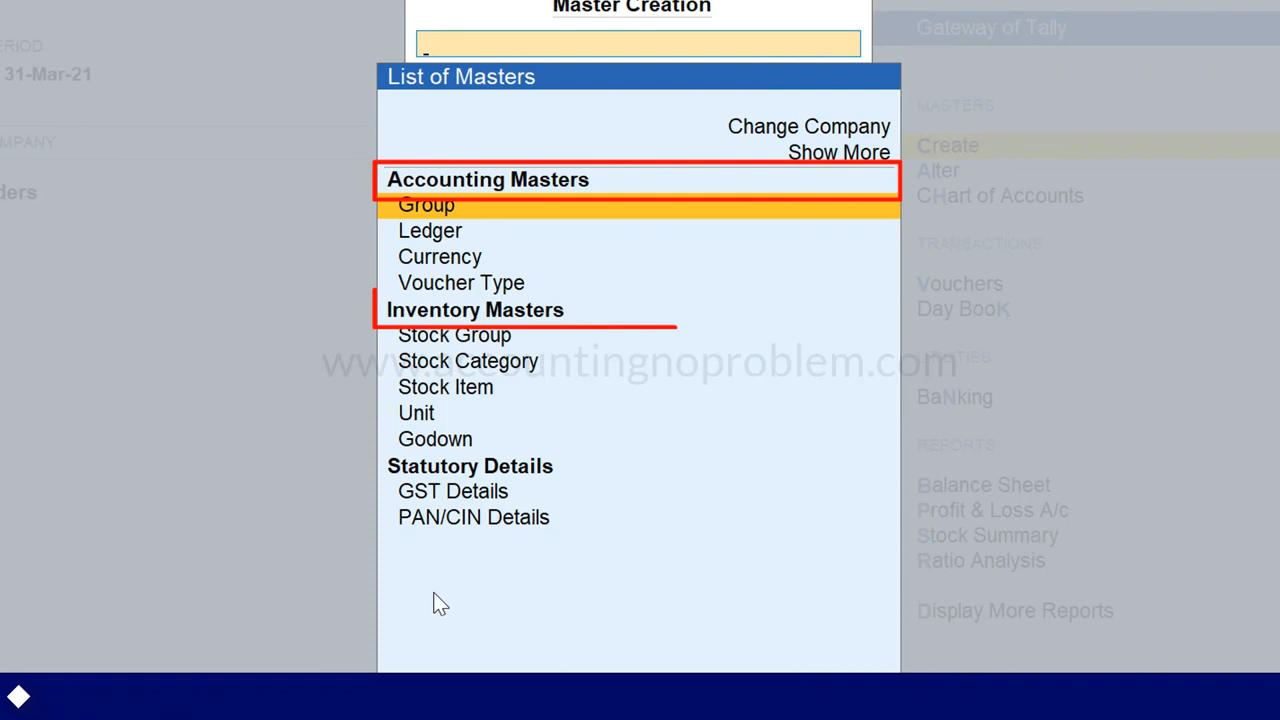 Master Creation
List of Masters
Change Company
Show More
Accounting Masters
Group
Ledger
Currency
Voucher Type
Inventory Masters
Stock Group
Stock Category
Stock Item
Unit
Godown
Statutory Details
GST Details
PAN/CIN Details
www.accountingnoproblem.com
31-Mar-21
Gateway of Tally
MASTERS
Create
Alter
CHart of Accounts
TRANSACTIONS
Vouchers
Day BooK
BaNking
REPORTS
Balance Sheet
Profit & Loss A/c
Stock Summary
Ratio Analysis
Display More Reports